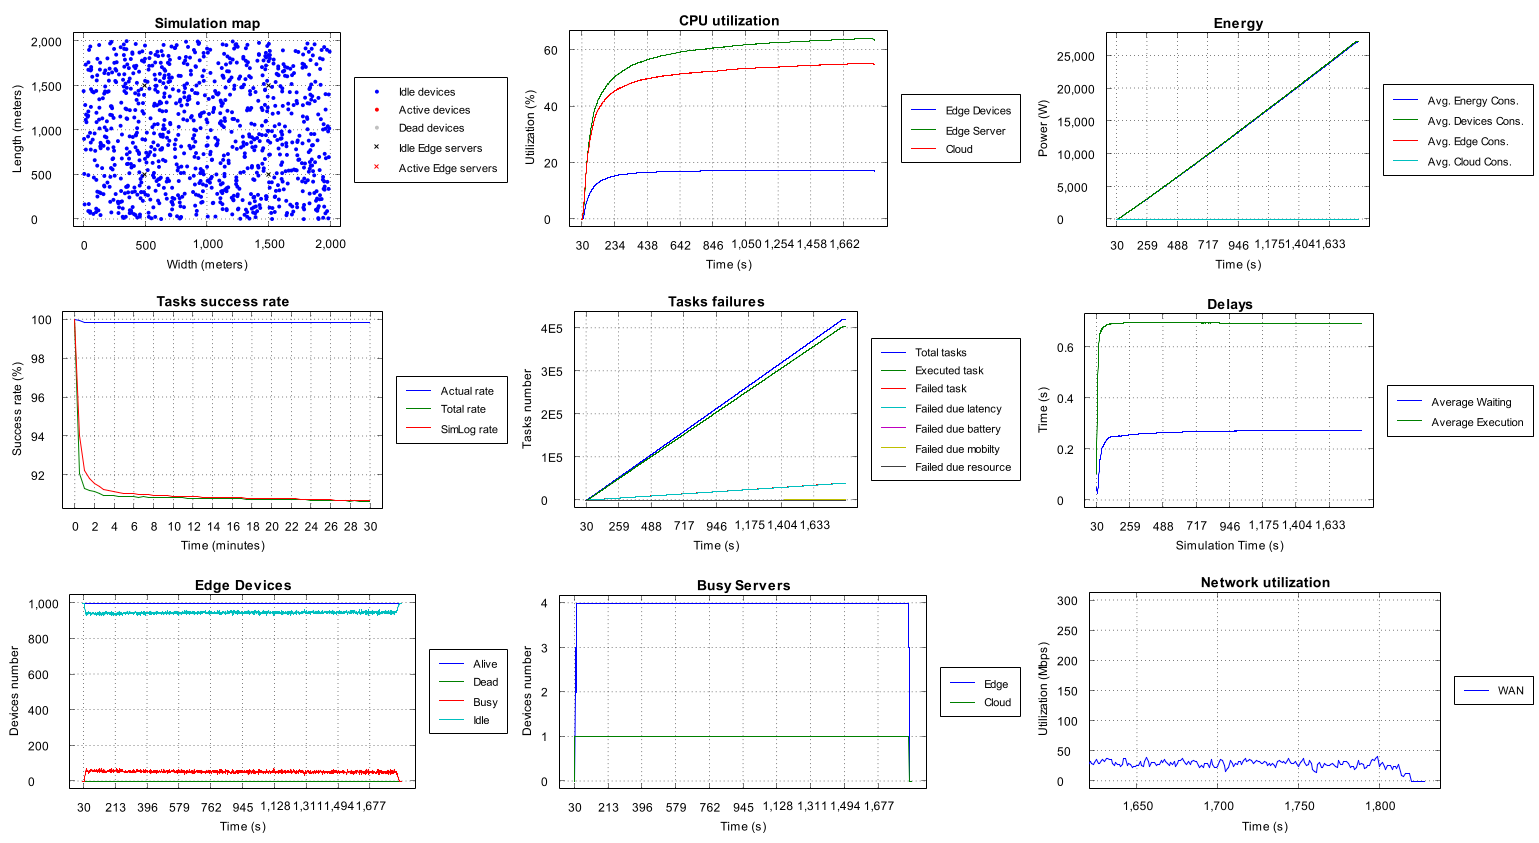 Simulation map
Length (meters)
2,000
1,500
1,000
500
0
0 500 1,000 1,500 2,000
Width (meters)
Idle devices
Active devices
Dead devices
Idle Edge servers
Active Edge servers
CPU utilization
Utilization (%)
60
40
20
0
30 234 438 642 846 1,050 1,254 1,458 1,662
Time (s)
Edge Devices
Edge Server
Cloud
Energy
Power (W)
25,000
20,000
15,000
10,000
5,000
0
30 259 488 717 946 1,175 1,404 1,633
Time (s)
Avg. Energy Cons.
Avg. Devices Cons.
Avg. Edge Cons.
Avg. Cloud Cons.
Tasks success rate
Success rate (%)
100
98
96
94
92
0 2 4 6 8 10 12 14 16 18 20 22 24 26 28 30
Time (minutes)
Actual rate
Total rate
SimLog rate
Tasks failures
Tasks number
4E5
3E5
2E5
1E5
0
30 259 488 717 946 1,175 1,404 1,633
Time (s)
Total tasks
Executed task
Failed task
Failed due latency
Failed due battery
Failed due mobilty
Failed due resource
Delays
Time (s)
0.6
0.4
0.2
0
30 259 488 717 946 1,175 1,404 1,633
Simulation Time (s)
Average Waiting
Average Execution
Edge Devices
Devices number
1,000
800
600
400
200
0
30 213 396 579 762 945 1,128 1,311 1,494 1,677
Time (s)
Alive
Dead
Busy
Idle
Busy Servers
Devices number
4
3
2
1
0
30 213 396 579 762 945 1,128 1,311 1,494 1,677
Time (s)
Edge
Cloud
Network utilization
Utilization (Mbps)
300
250
200
150
100
50
0
1,650 1,700 1,750 1,800
Time (s)
WAN